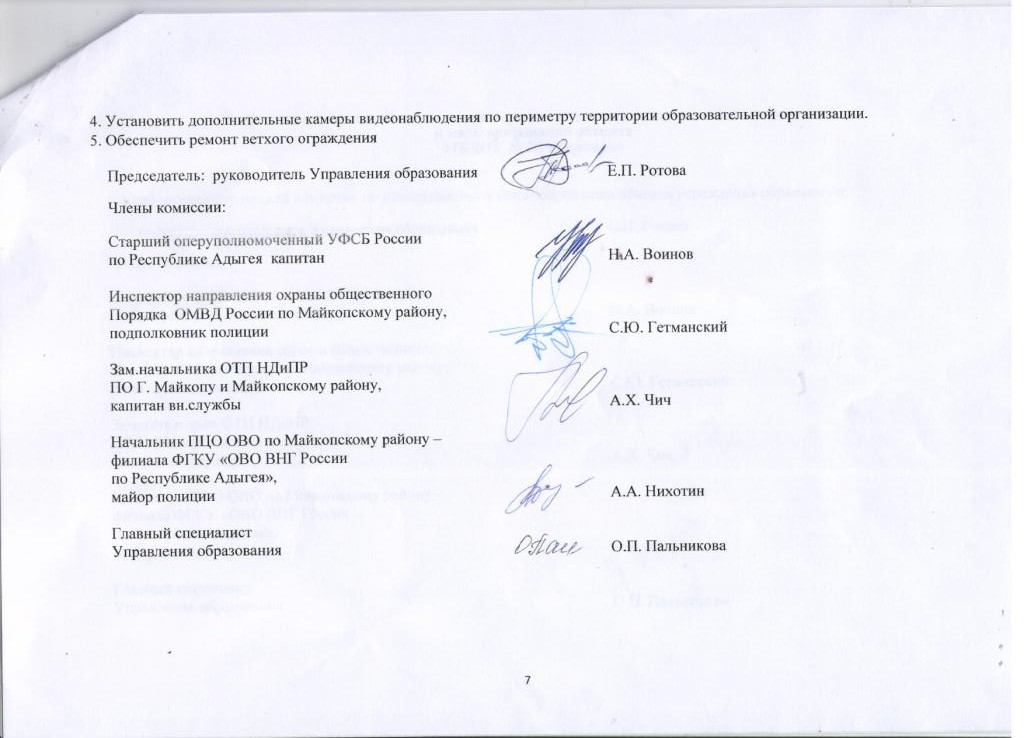 4. Установить дополнительные камеры видеонаблюдения по периметру территории образовательной организации.
5. Обеспечить ремонт ветхого ограждения
Председатель: руководитель Управления образования Е.П. Ротова
Члены комиссии:
Старший оперуполномоченный УФСБ России
по Республике Адыгея капитан Н.А. Воинов
Инспектор направления охраны общественного
Порядка ОМВД России по Майкопскому району,
подполковник полиции С.Ю. Гетманский
Зам.начальника ОТП НДиПР
ПО Г. Майкопу и Майкопскому району,
капитан вн.службы А.Х. Чич
Начальник ПЦО ОВО по Майкопскому району –
филиала ФГКУ «ОВО ВНГ России
по Республике Адыгея»,
майор полиции А.А. Нихотин
Главный специалист
Управления образования О.П. Пальникова
7